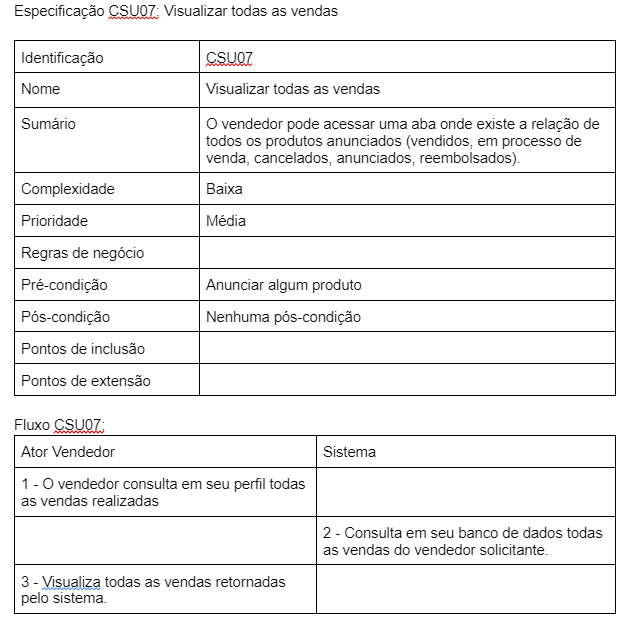 Especificação CSU07: Visualizar todas as vendas
Identificação
CSU07
Nome
Visualizar todas as vendas
Sumário
O vendedor pode acessar uma aba onde existe a relação de
todos os produtos anunciados (vendidos, em processo de
venda, cancelados, anunciados, reembolsados).
Complexidade
Baixa
Prioridade
Média
Regras de negócio
Pré-condição
Anunciar algum produto
Pós-condição
Nenhuma pós-condição
Pontos de inclusão
Pontos de extensão
Fluxo CSU07:
Ator Vendedor
Sistema
1 - O vendedor consulta em seu perfil todas
as vendas realizadas
2 - Consulta em seu banco de dados todas
as vendas do vendedor solicitante.
3 - Visualiza todas as vendas retornadas
pelo sistema.